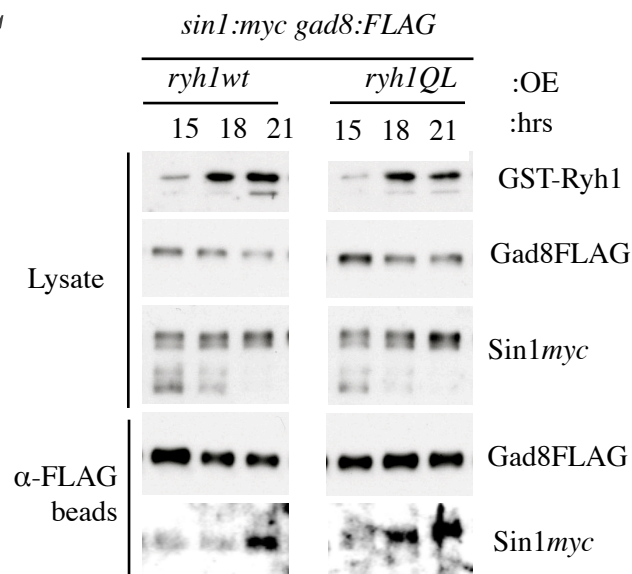 sin1:myc gad8:FLAG
ryh1wt ryh1QL :OE
15 18 21 15 18 21 :hrs
GST-Ryh1
Gad8FLAG
Lysate
Sin1myc
Gad8FLAG
α-FLAG
beads
Sin1myc